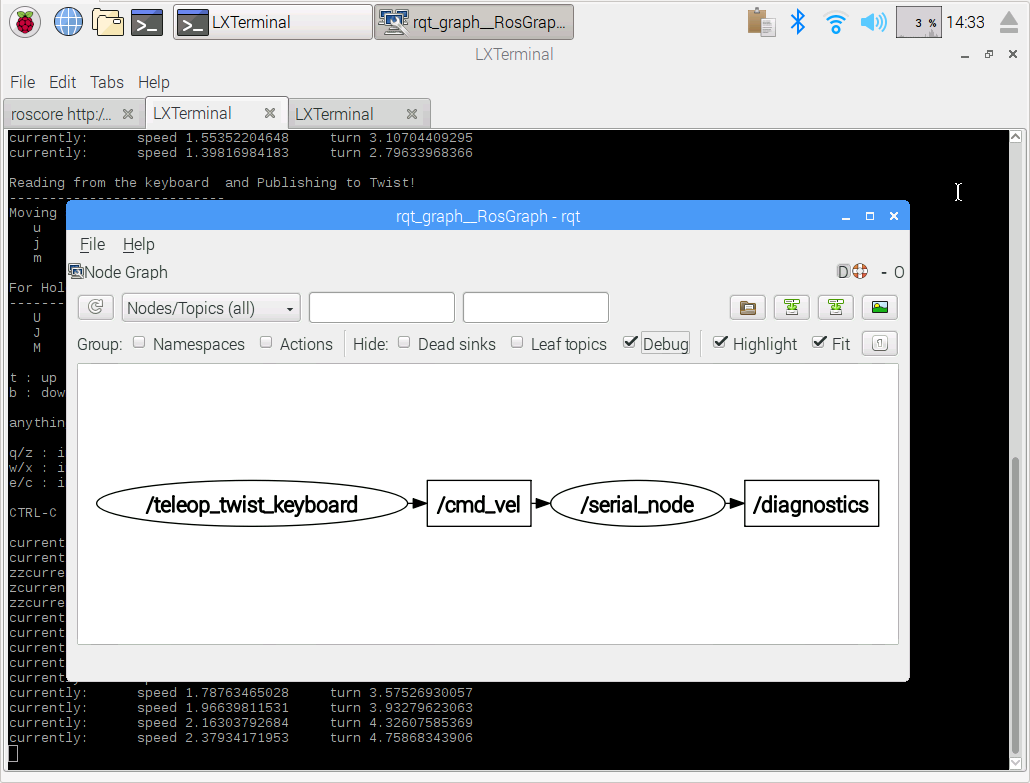 LXTerminal
rqt_graph__RosGrap...
3 %
14:33
LXTerminal
File Edit Tabs Help
roscore http:/...
LXTerminal
LXTerminal
currently: speed 1.55352204648 turn 3.10704409295
currently: speed 1.39816984183 turn 2.79633968366
Reading from the keyboard and Publishing to Twist!
---------------------------
Moving
u
j
m
For Hol
-------
U
J
M
t : up
b : dow
anythin
q/z : i
w/x : i
e/c : i
CTRL-C
current
current
zzcurre
zcurren
zzcurre
current
current
current
current
current
currently: speed 1.78763465028 turn 3.57526930057
currently: speed 1.96639811531 turn 3.93279623063
currently: speed 2.16303792684 turn 4.32607585369
currently: speed 2.37934171953 turn 4.75868343906
rqt_graph__RosGraph - rqt
File Help
Node Graph
D - O
Nodes/Topics (all)
Group: Namespaces Actions Hide: Dead sinks Leaf topics Debug Highlight Fit
/teleop_twist_keyboard
/cmd_vel
/serial_node
/diagnostics